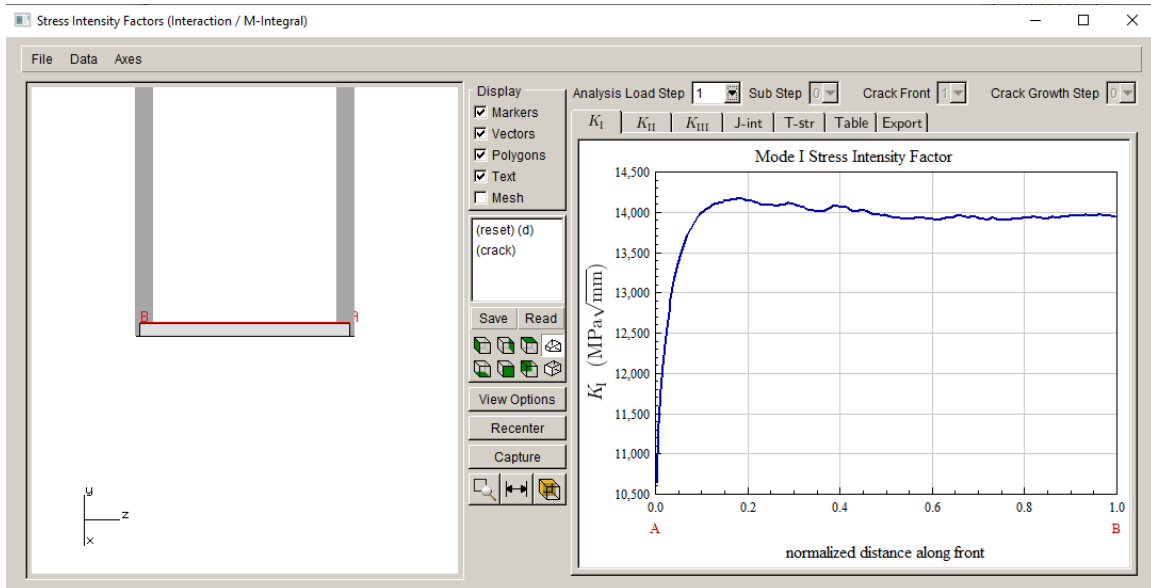 Stress Intensity Factors (Interaction / M-Integral)
File Data Axes
Display
Markers
Vectors
Polygons
Text
Mesh
(reset) (d)
(crack)
Save Read
View Options
Recenter
Capture
B A
y
z
x
Analysis Load Step 1 Sub Step 0 Crack Front 1 Crack Growth Step 0
K_I K_II K_III J-int T-str Table Export
Mode I Stress Intensity Factor
K_I (MPa√mm)
14,500
14,000
13,500
13,000
12,500
12,000
11,500
11,000
10,500
0.0 0.2 0.4 0.6 0.8 1.0
A B
normalized distance along front